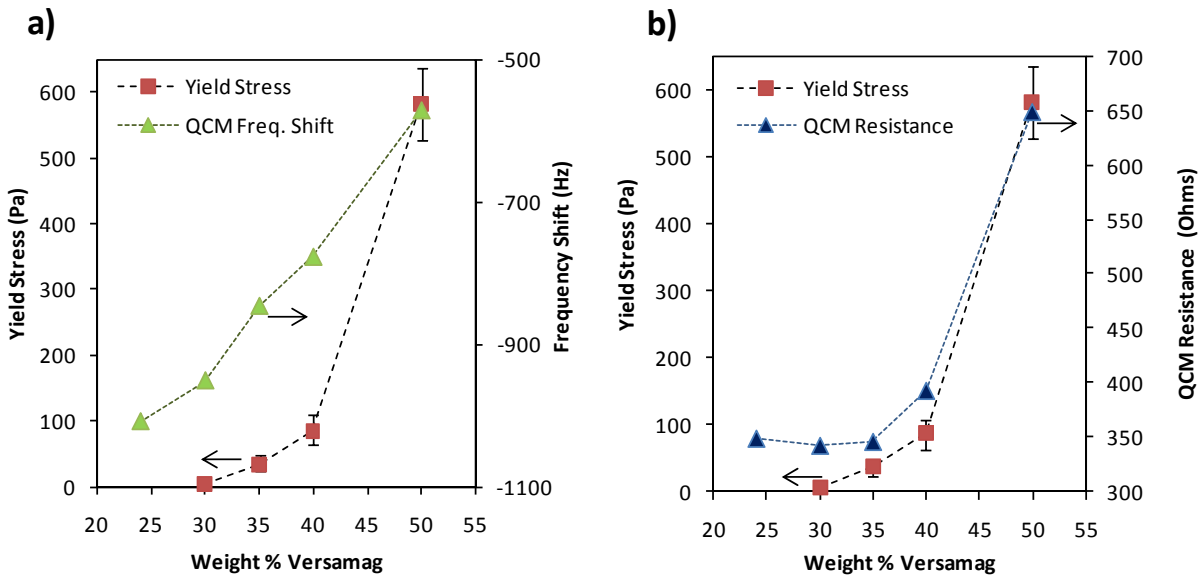 a)
Yield Stress
QCM Freq. Shift
Yield Stress (Pa)
600
500
400
300
200
100
0
-500
-700
-900
-1100
Frequency Shift (Hz)
20 25 30 35 40 45 50 55
Weight % Versamag
b)
Yield Stress
QCM Resistance
Yield Stress (Pa)
600
500
400
300
200
100
0
700
650
600
550
500
450
400
350
300
QCM Resistance (Ohms)
20 25 30 35 40 45 50 55
Weight % Versamag